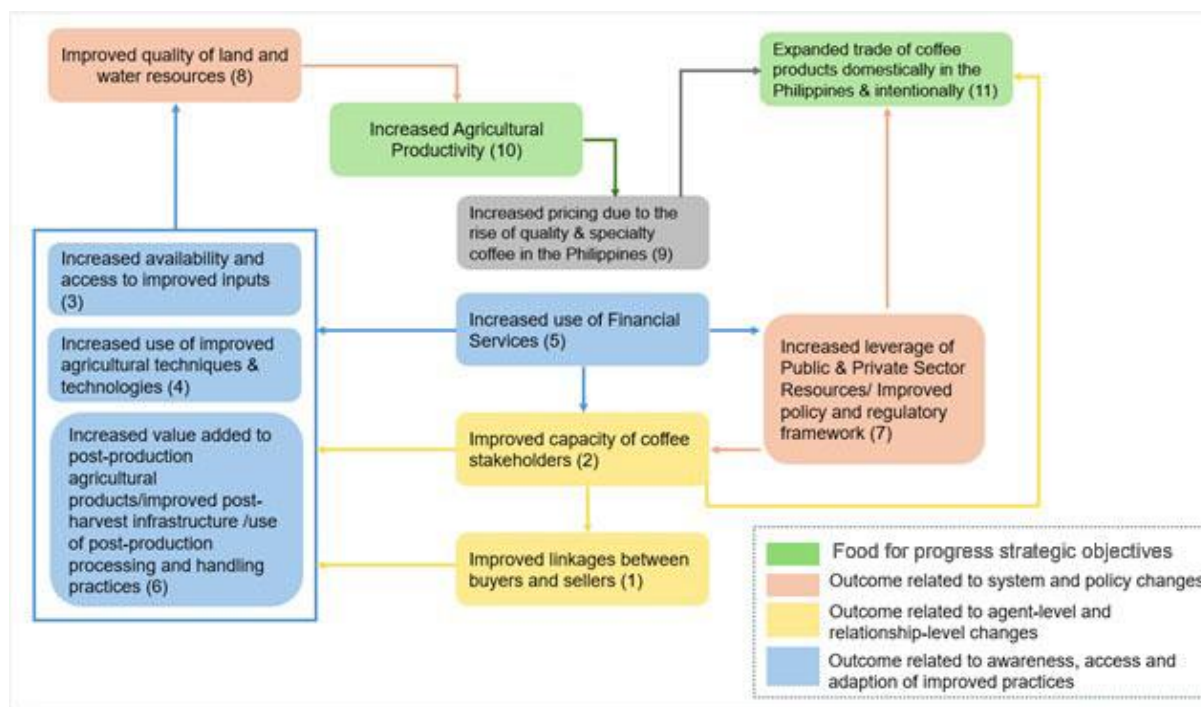 Improved quality of land and
water resources (8)
Expanded trade of coffee
products domestically in the
Philippines & intentionally (11)
Increased Agricultural
Productivity (10)
Increased pricing due to the
rise of quality & specialty
coffee in the Philippines (9)
Increased availability and
access to improved inputs
(3)
Increased use of improved
agricultural techniques &
technologies (4)
Increased value added to
post-production
agricultural
products/improved post-
harvest infrastructure /use
of post-production
processing and handling
practices (6)
Increased use of Financial
Services (5)
Increased leverage of
Public & Private Sector
Resources/ Improved
policy and regulatory
framework (7)
Improved capacity of coffee
stakeholders (2)
Improved linkages between
buyers and sellers (1)
Food for progress strategic objectives
Outcome related to system and policy changes
Outcome related to agent-level and
relationship-level changes
Outcome related to awareness, access and
adaption of improved practices